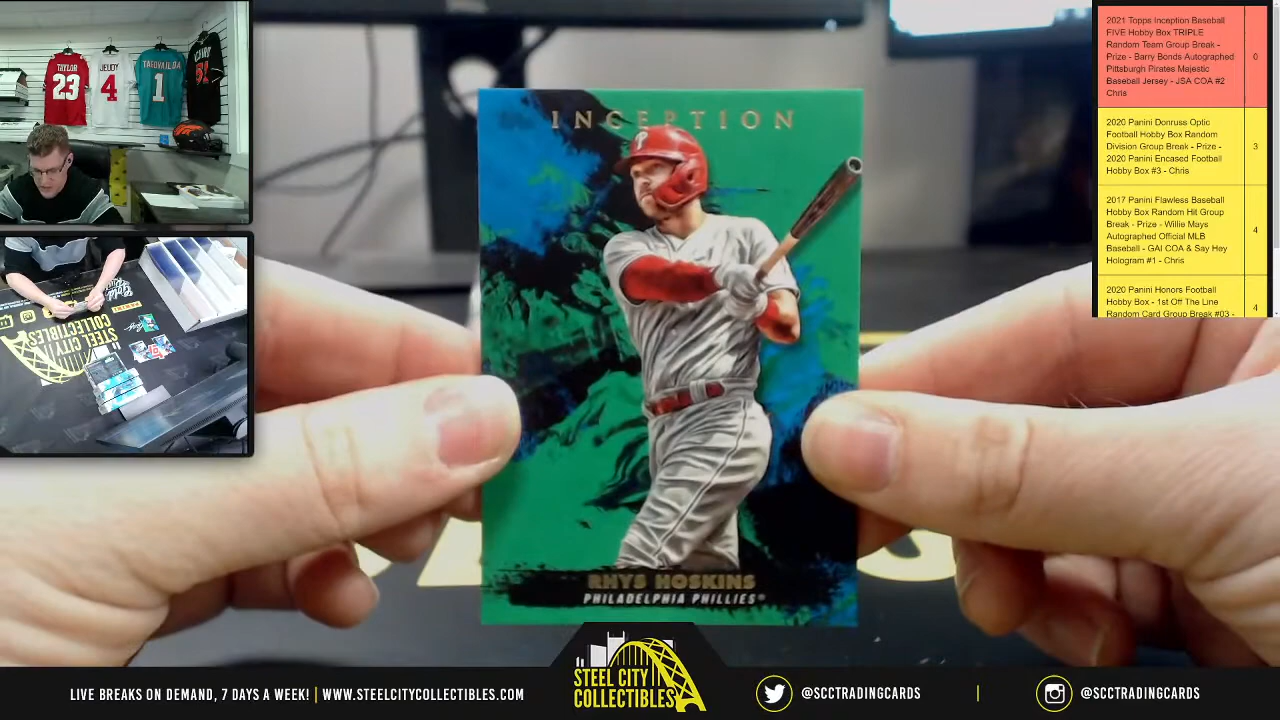 TAYLOR
23
JEUDY
4
TAGOVAILOA
1
STEEL CITY
COLLECTIBLES
INCEPTION
RHYS HOSKINS
PHILADELPHIA PHILLIES
2021 Topps Inception Baseball
FIVE Hobby Box TRIPLE
Random Team Group Break -
Prize - Barry Bonds Autographed
Pittsburgh Pirates Majestic
Baseball Jersey - JSA COA #2
Chris
0
2020 Panini Donruss Optic
Football Hobby Box Random
Division Group Break - Prize -
2020 Panini Encased Football
Hobby Box #3 - Chris
3
2017 Panini Flawless Baseball
Hobby Box Random Hit Group
Break - Prize - Willie Mays
Autographed Official MLB
Baseball - GAI COA & Say Hey
Hologram #1 - Chris
4
2020 Panini Honors Football
Hobby Box - 1st Off The Line
Random Card Group Break #03 -
4
LIVE BREAKS ON DEMAND, 7 DAYS A WEEK! | WWW.STEELCITYCOLLECTIBLES.COM
STEEL CITY
COLLECTIBLES
@SCCTRADINGCARDS
@SCCTRADINGCARDS